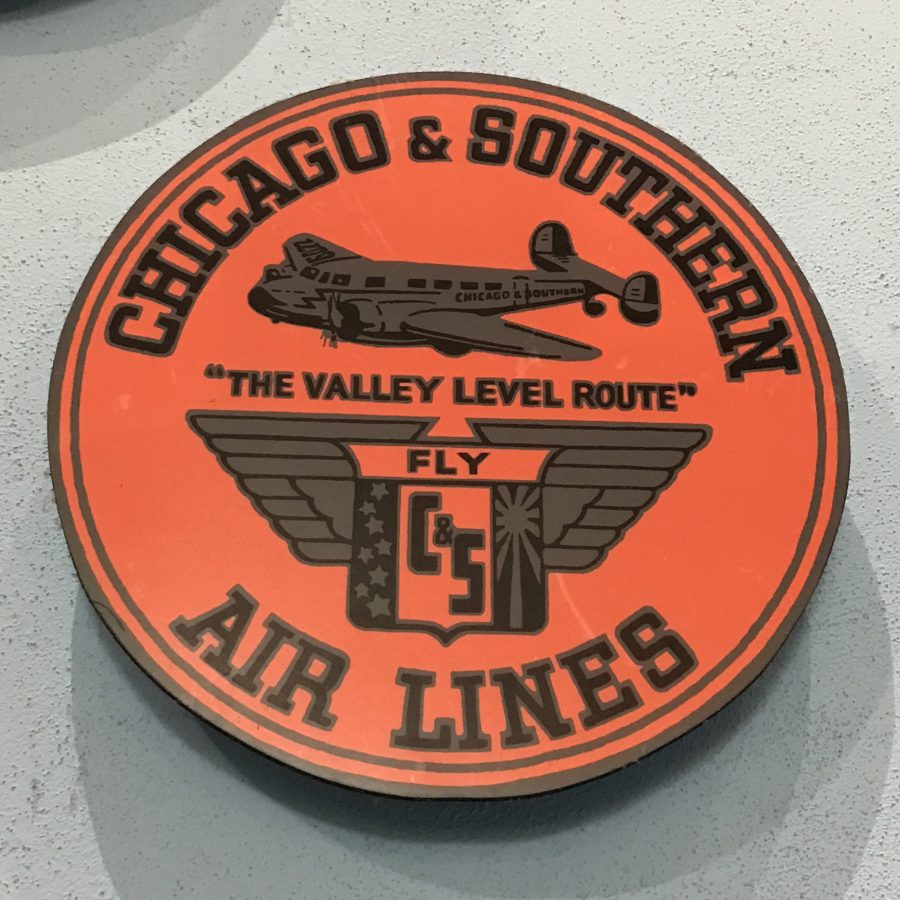 CHICAGO & SOUTHERN
CHICAGO & SOUTHERN
"THE VALLEY LEVEL ROUTE"
FLY
C&S
AIR LINES